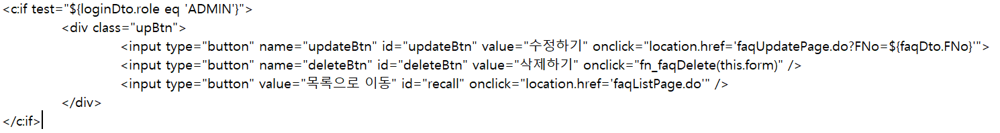 <c:if test="${loginDto.role eq 'ADMIN'}">
<div class="upBtn">
<input type="button" name="updateBtn" id="updateBtn" value="수정하기" onclick="location.href='faqUpdatePage.do?FNo=${faqDto.FNo}'">
<input type="button" name="deleteBtn" id="deleteBtn" value="삭제하기" onclick="fn_faqDelete(this.form)" />
<input type="button" value="목록으로 이동" id="recall" onclick="location.href='faqListPage.do'" />
</div>
</c:if>